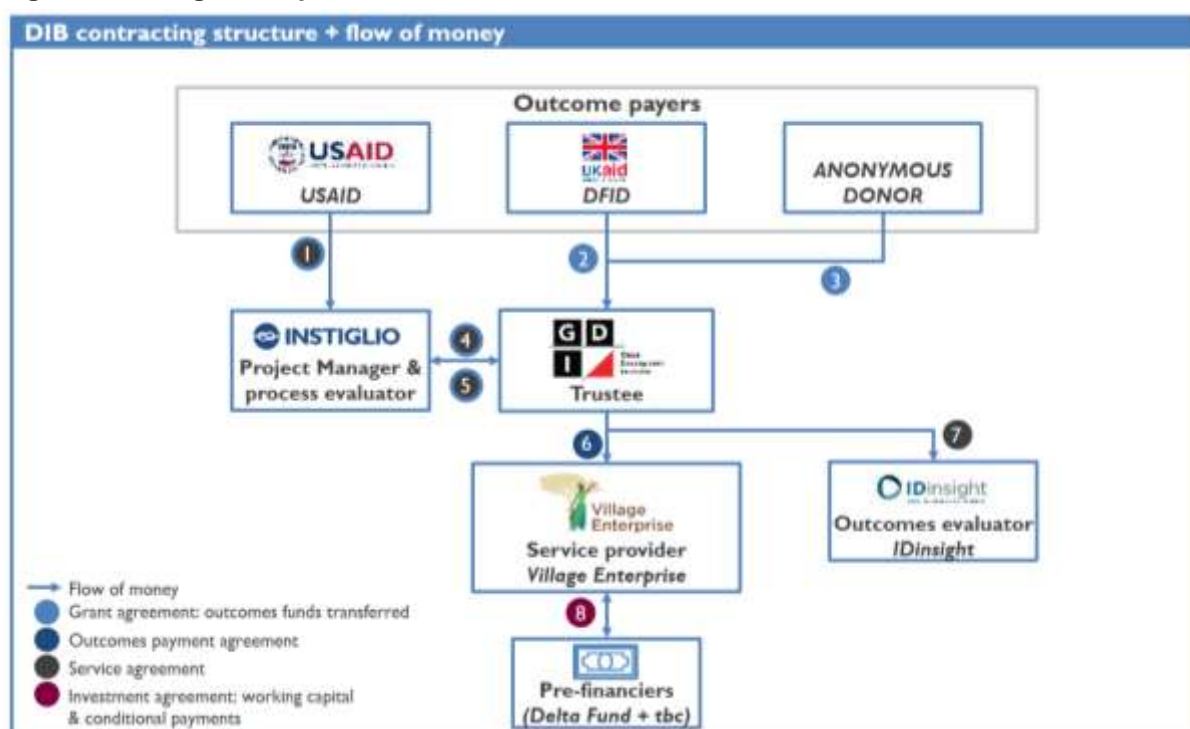 DIB contracting structure + flow of money
Outcome payers
USAID
USAID
UKaid
DFID
ANONYMOUS
DONOR
1
2
3
INSTIGLIO
Project Manager &
process evaluator
4
5
G D
I
Trustee
6
7
Village
Enterprise
Service provider
Village Enterprise
IDinsight
Outcomes evaluator
IDinsight
8
Pre-financiers
(Delta Fund + tbc)
Flow of money
Grant agreement: outcomes funds transferred
Outcomes payment agreement
Service agreement
Investment agreement: working capital
& conditional payments